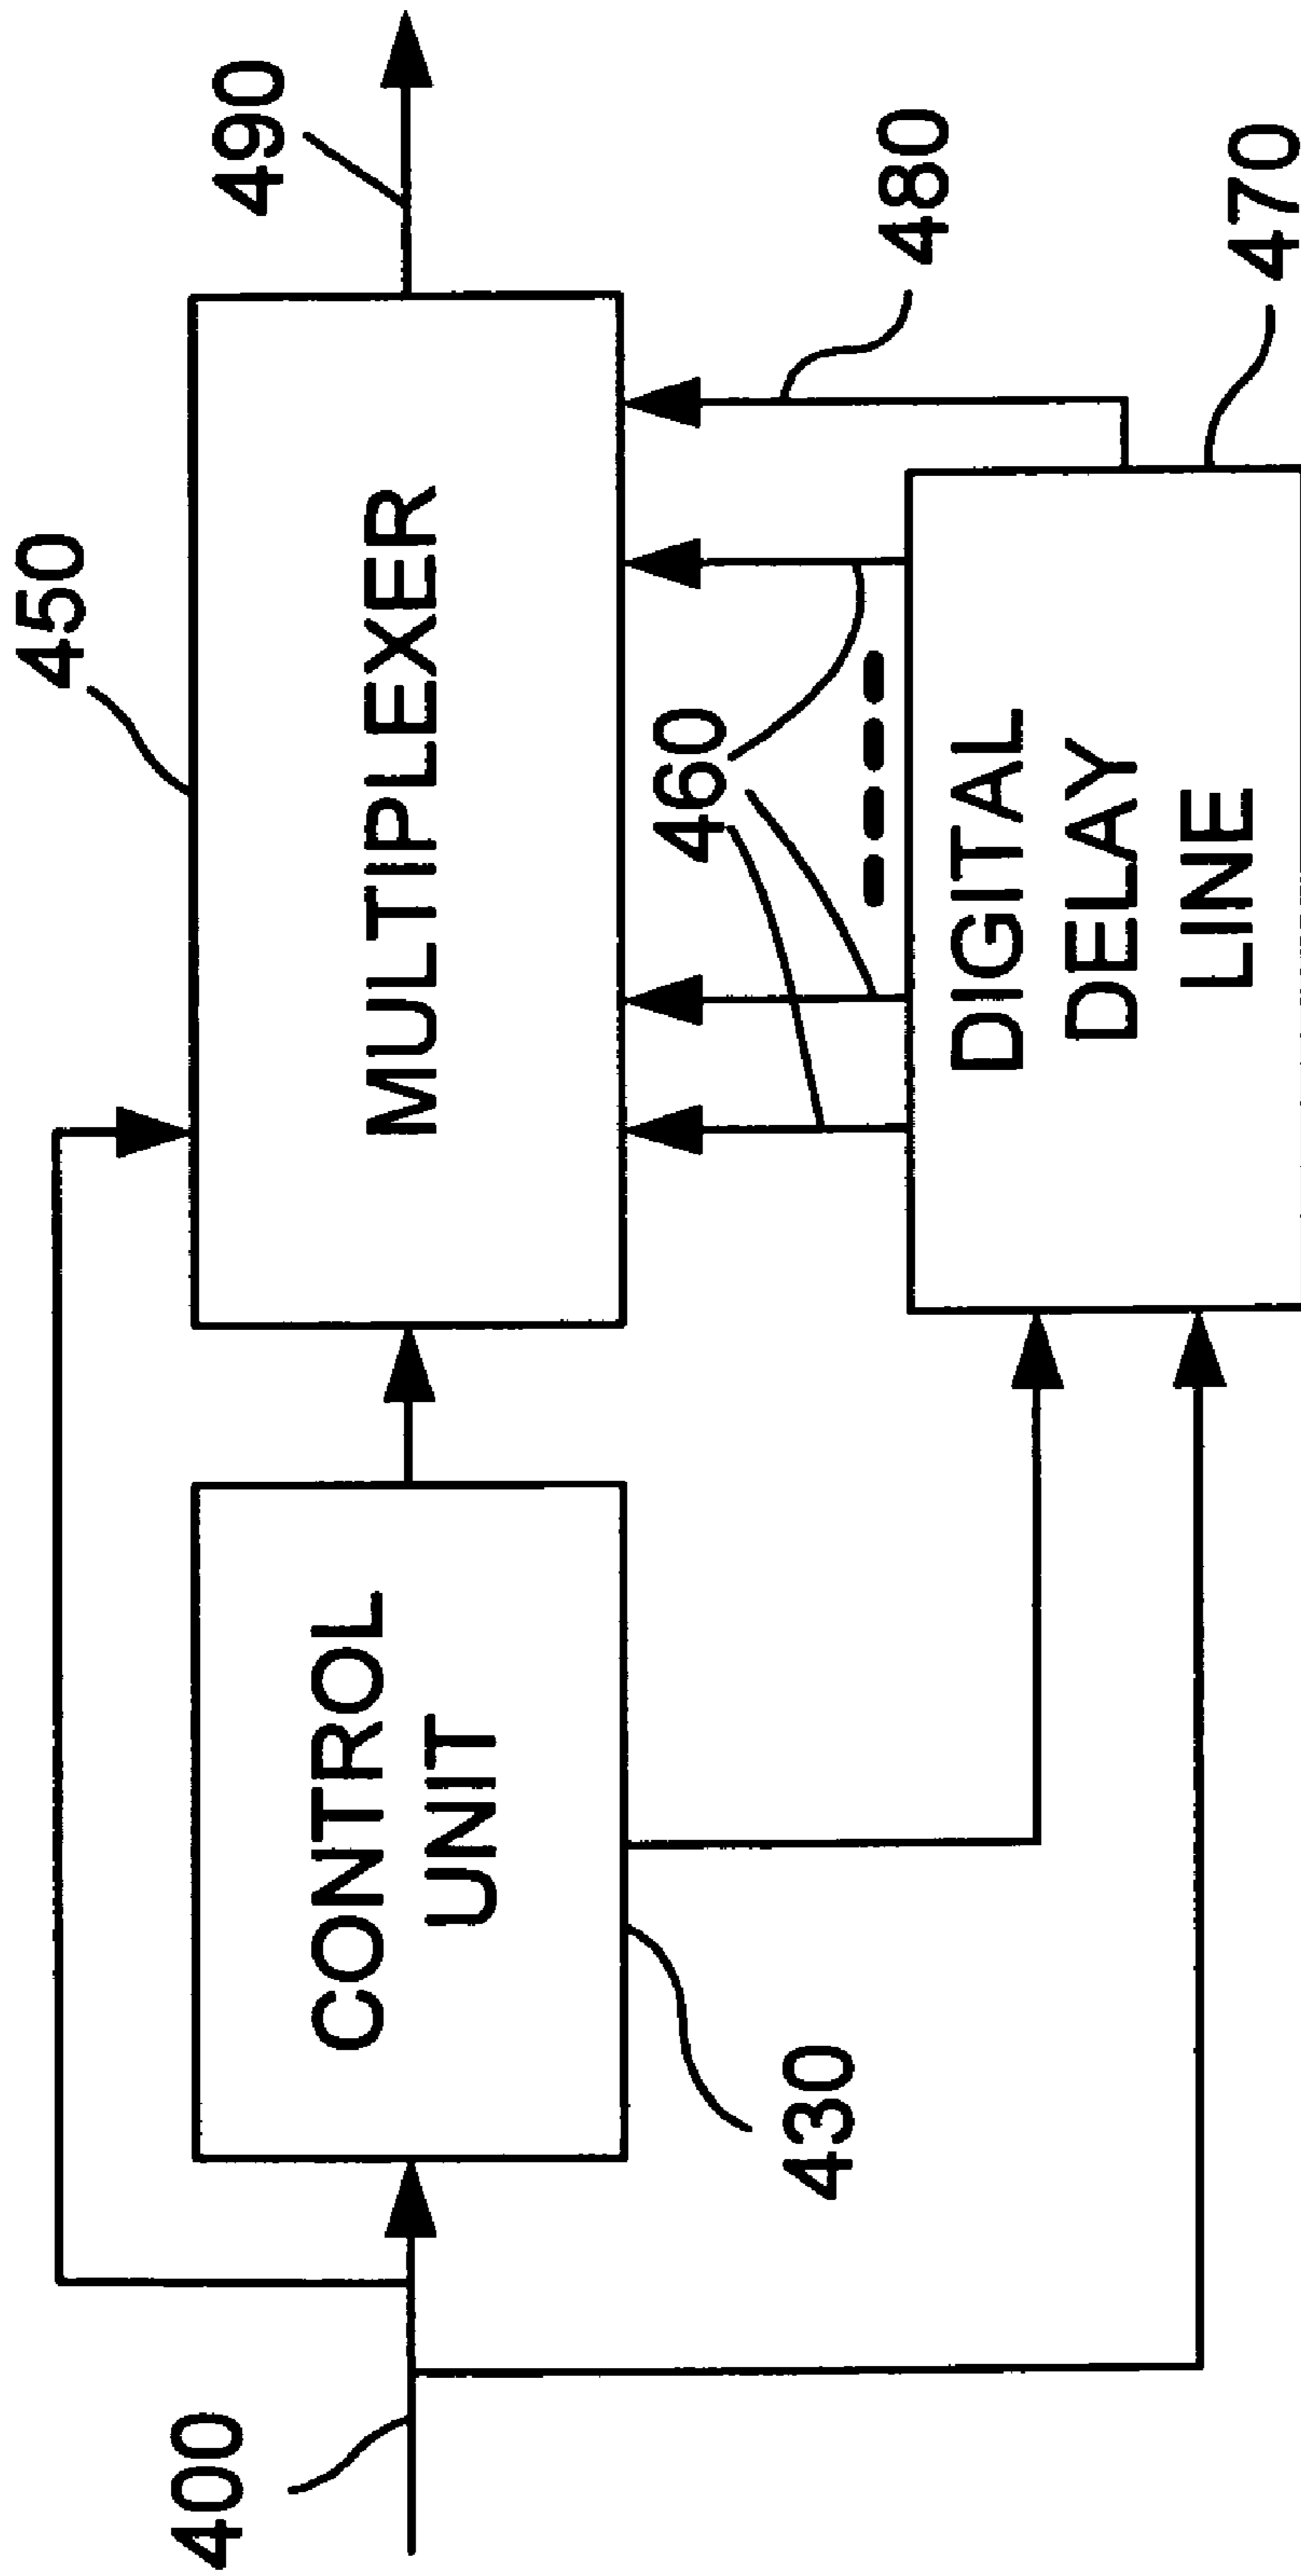 450
490
MULTIPLEXER
CONTROL
UNIT
400
460
480
430
DIGITAL
DELAY
LINE
470